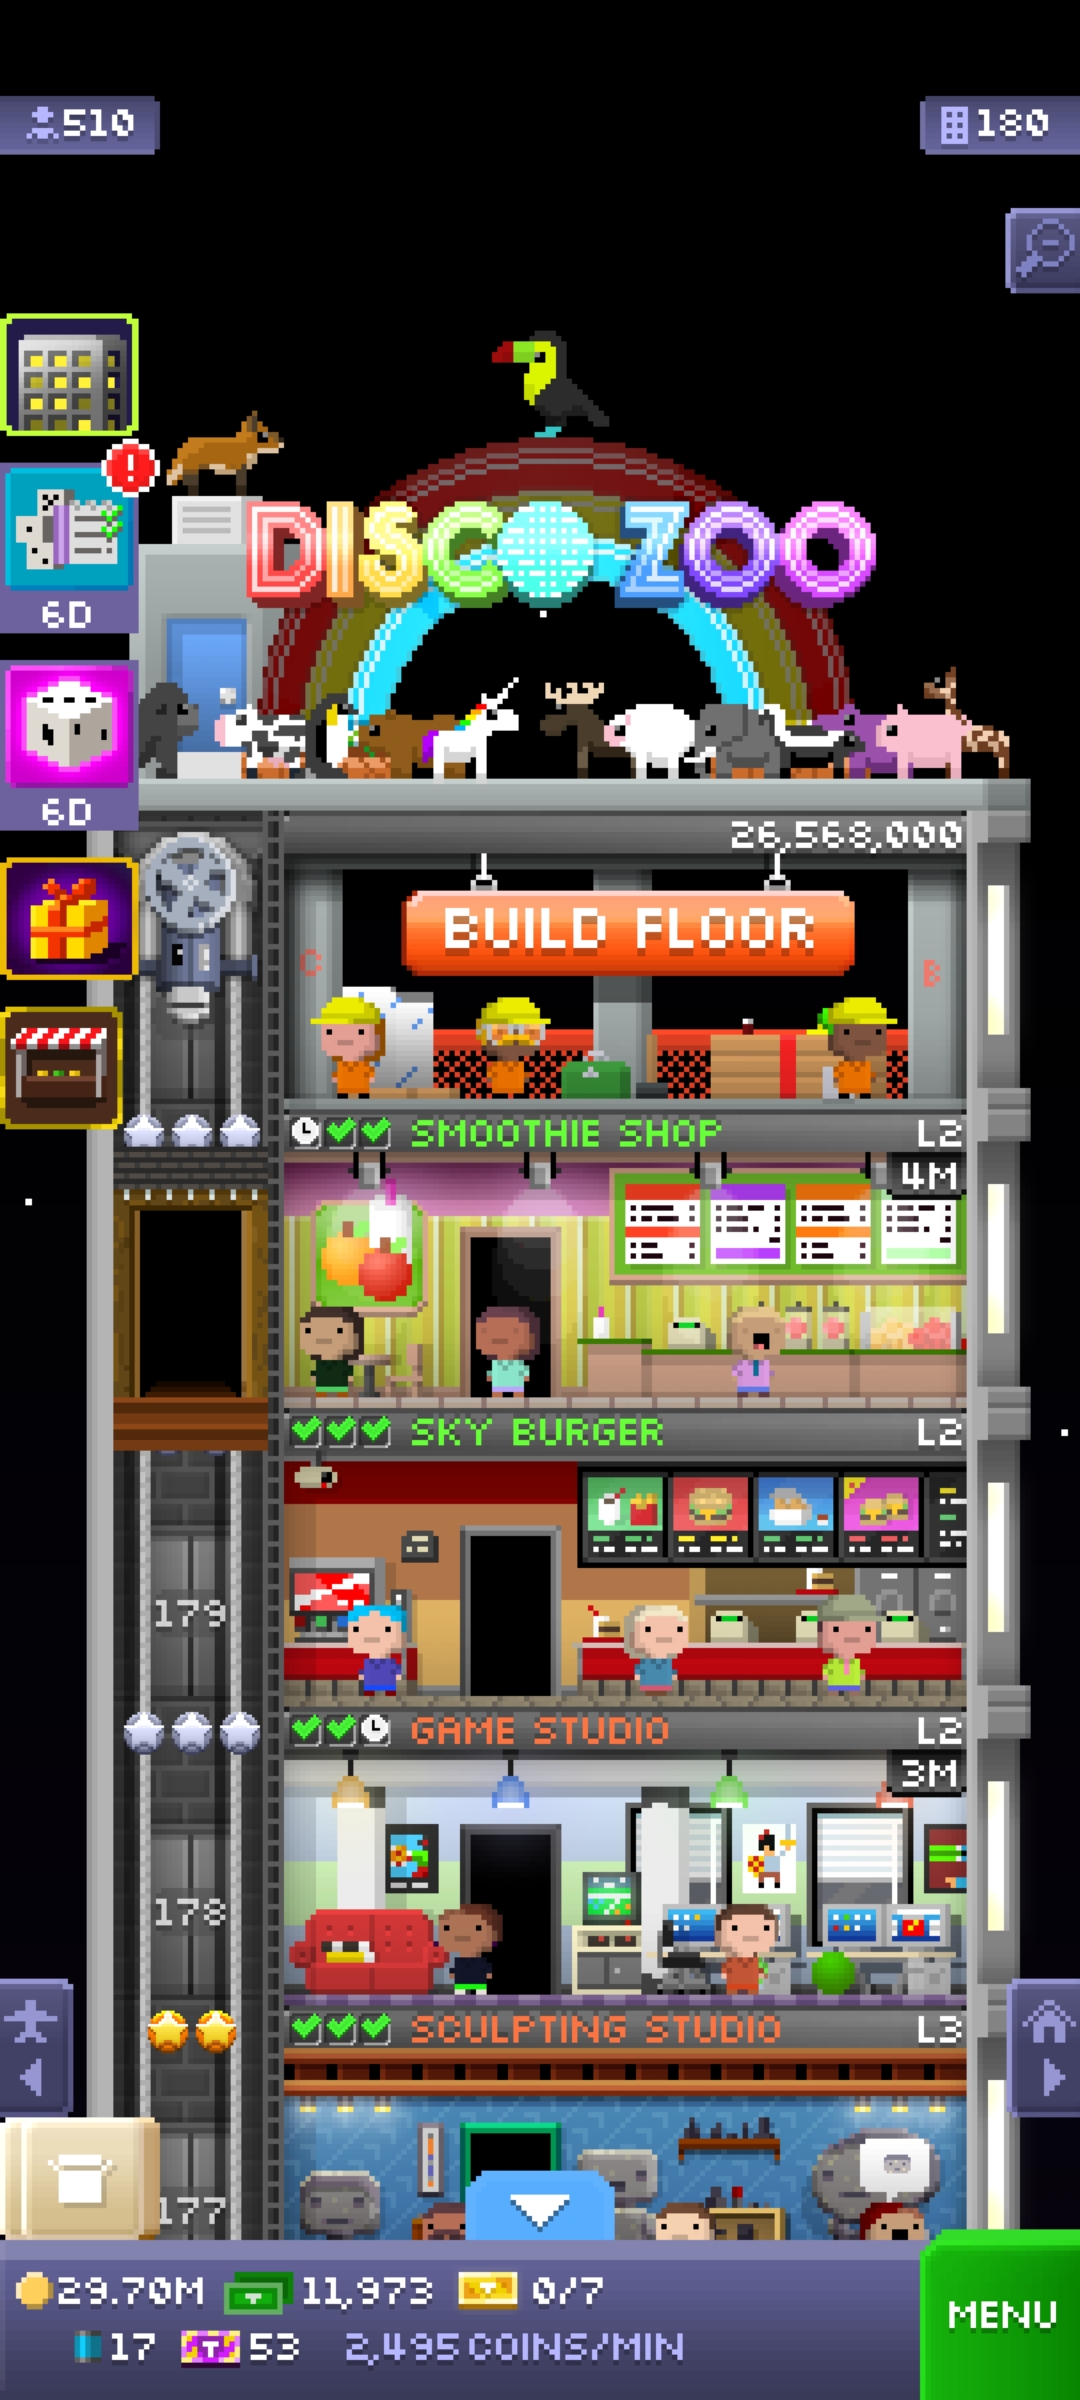 510
180
DISCO ZOO
6D
6D
26,568,000
BUILD FLOOR
C
B
SMOOTHIE SHOP L2
4M
SKY BURGER L2
179
GAME STUDIO L2
3M
178
SCULPTING STUDIO L3
177
29.70M 11,973 0/7
MENU
17 T 53 2,495 COINS/MIN